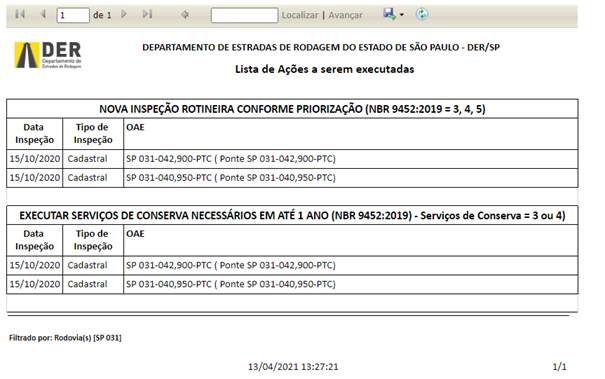 1 de 1 Localizar | Avançar
DER
Departamento de
Estradas de Rodagem
DEPARTAMENTO DE ESTRADAS DE RODAGEM DO ESTADO DE SÃO PAULO - DER/SP
Lista de Ações a serem executadas
NOVA INSPEÇÃO ROTINEIRA CONFORME PRIORIZAÇÃO (NBR 9452:2019 = 3, 4, 5)
Data Inspeção Tipo de Inspeção OAE
15/10/2020 Cadastral SP 031-042,900-PTC ( Ponte SP 031-042,900-PTC)
15/10/2020 Cadastral SP 031-040,950-PTC ( Ponte SP 031-040,950-PTC)
EXECUTAR SERVIÇOS DE CONSERVA NECESSÁRIOS EM ATÉ 1 ANO (NBR 9452:2019) - Serviços de Conserva = 3 ou 4)
Data Inspeção Tipo de Inspeção OAE
15/10/2020 Cadastral SP 031-042,900-PTC ( Ponte SP 031-042,900-PTC)
15/10/2020 Cadastral SP 031-040,950-PTC ( Ponte SP 031-040,950-PTC)
Filtrado por: Rodovia(s) [SP 031]
13/04/2021 13:27:21 1/1